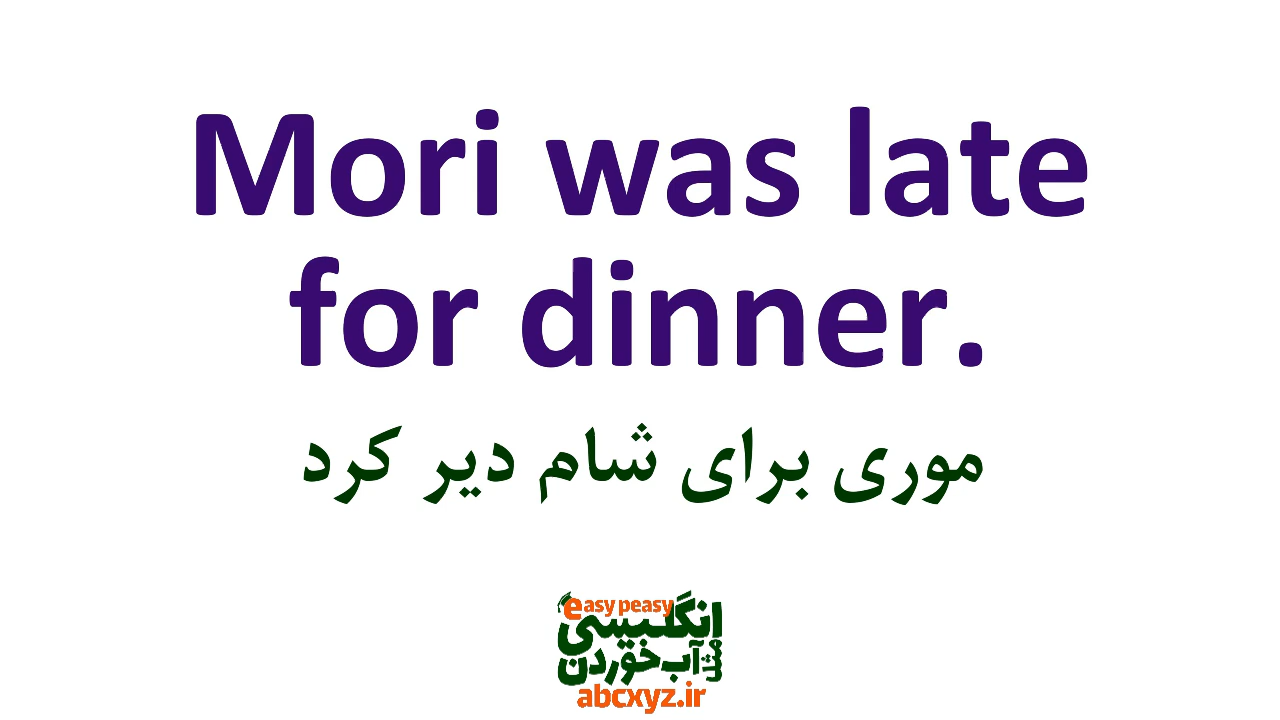 Mori was late
for dinner.
موری برای شام دیر کرد
easy peasy
انگلیسی
مثل آب خوردن
abcxyz.ir